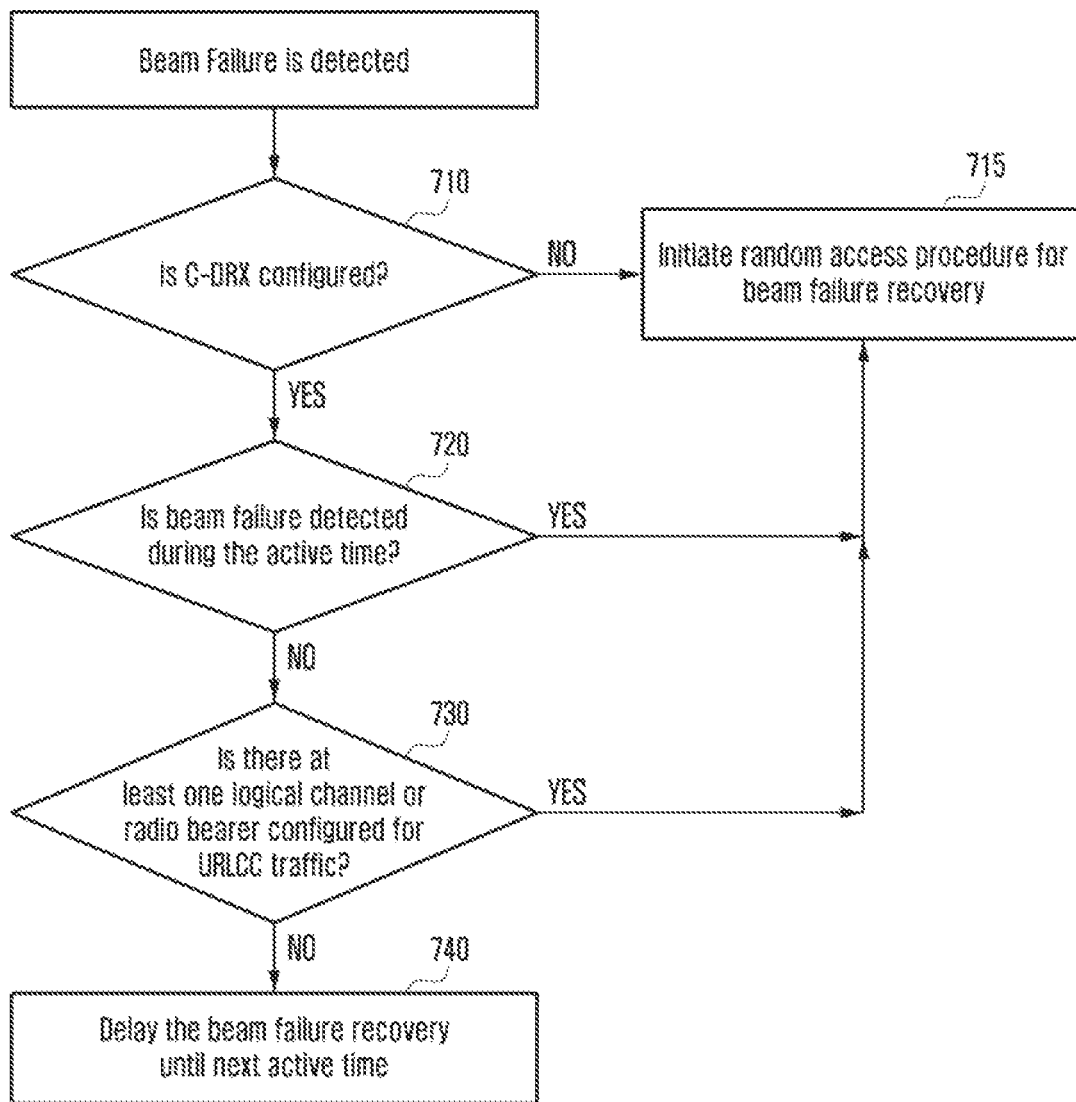 Beam Failure is detected
710
is C-DRX configured?
NO
715
Initiate random access procedure for
beam failure recovery
YES
720
Is beam failure detected
during the active time?
YES
NO
730
Is there at
least one logical channel or
radio bearer configured for
URLCC traffic?
YES
NO
740
Delay the beam failure recovery
until next active time